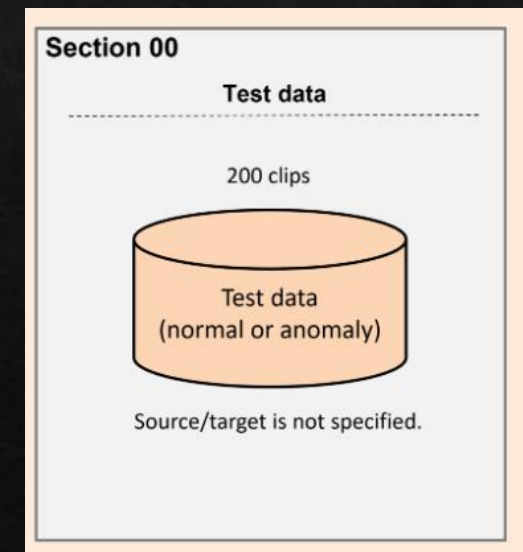 Section 00
Test data
200 clips
Test data
(normal or anomaly)
Source/target is not specified.